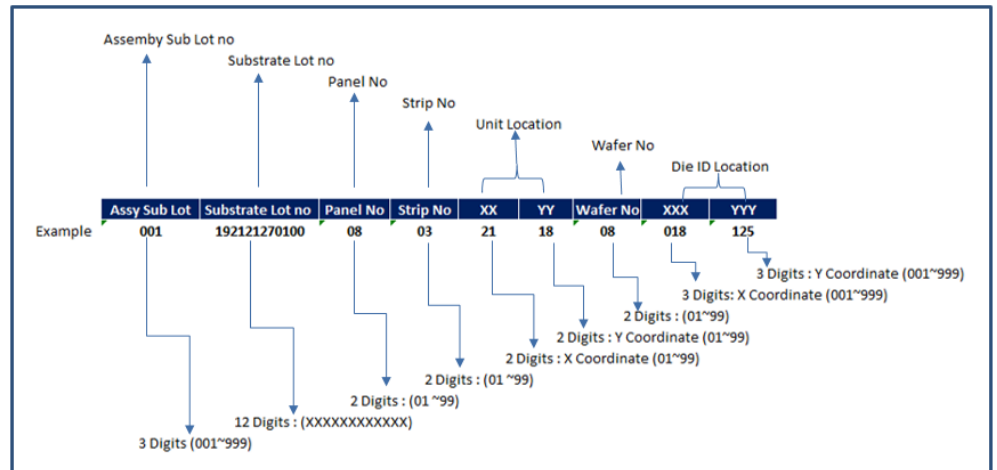 Assemby Sub Lot no
Substrate Lot no
Panel No
Strip No
Unit Location
Wafer No
Die ID Location
Assy Sub Lot Substrate Lot no Panel No Strip No XX YY Wafer No XXX YYY
Example 001 192121270100 08 03 21 18 08 018 125
3 Digits : Y Coordinate (001~999)
3 Digits: X Coordinate (001~999)
2 Digits : (01~99)
2 Digits : Y Coordinate (01~99)
2 Digits : X Coordinate (01~99)
2 Digits : (01 ~99)
2 Digits : (01 ~99)
12 Digits : (XXXXXXXXXXXX)
3 Digits (001~999)